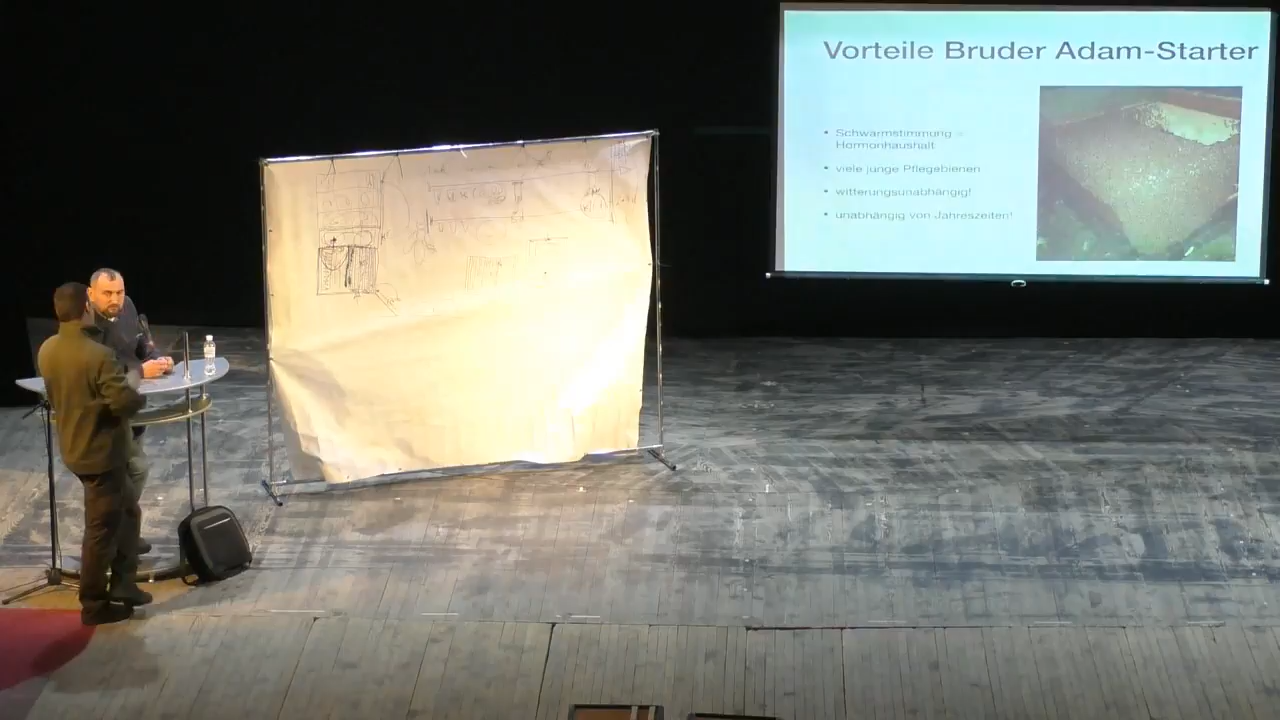 Vorteile Bruder Adam-Starter
• Schwarmstimmung –
Hormonhaushalt
• viele junge Pflegebienen
• witterungsunabhängig!
• unabhängig von Jahreszeiten!